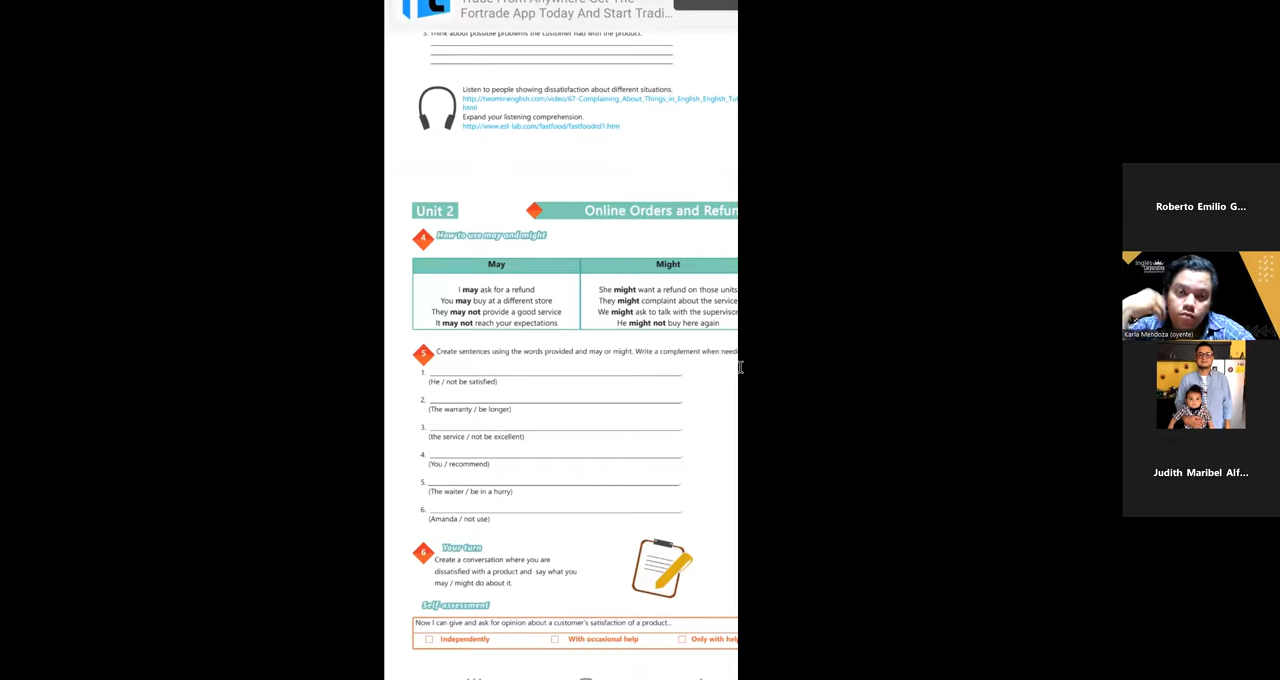 Trade From Anywhere Get The
Fortrade App Today And Start Tradi...
3. Think about possible problems the customer had with the product.
Listen to people showing dissatisfaction about different situations.
http://twominenglish.com/video/67-Complaining_About_Things_in_English_English_Tut
html
Expand your listening comprehension.
http://www.esl-lab.com/fastfood/fastfoodrd1.htm
Unit 2
Online Orders and Refun
4 How to use may and might
May
Might
I may ask for a refund
You may buy at a different store
They may not provide a good service
It may not reach your expectations
She might want a refund on those units
They might complaint about the service
We might ask to talk with the supervisor
He might not buy here again
5 Create sentences using the words provided and may or might. Write a complement when need
1.
(He / not be satisfied)
2.
(The warranty / be longer)
3.
(the service / not be excellent)
4.
(You / recommend)
5.
(The waiter / be in a hurry)
6.
(Amanda / not use)
6 Your turn
Create a conversation where you are
dissatisfied with a product and say what you
may / might do about it.
Self-assessment
Now I can give and ask for opinion about a customer's satisfaction of a product...
Independently
With occasional help
Only with help
Roberto Emilio G...
Inglés
Corporativo
Karla Mendoza (oyente)
Judith Maribel Alf...